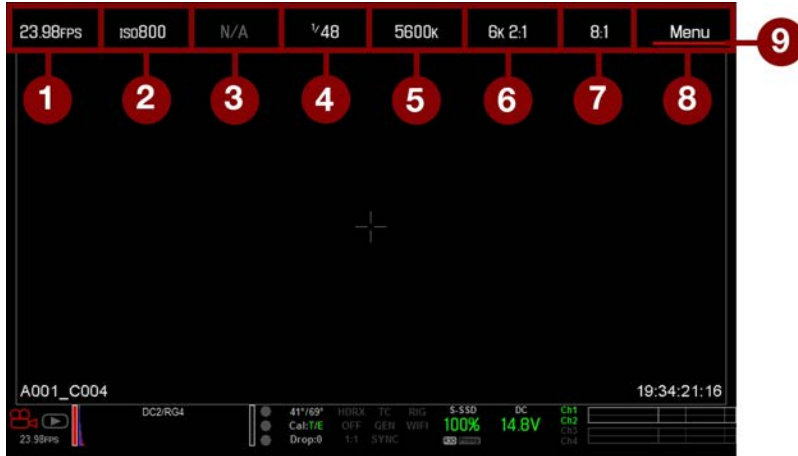 23.98FPS ISO800 N/A 1/48 5600K 6K 2:1 8:1 Menu 9
1 2 3 4 5 6 7 8
A001_C004 19:34:21:16
DC2/RG4 41°/69° HDRX TC RIG S-SSD DC Ch1
Cal:T/E OFF GEN WIFI 100% 14.8V Ch2
Ch3
23.98FPS Drop:0 1:1 SYNC Ch4